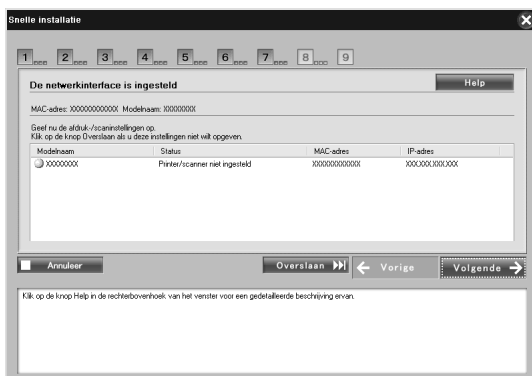 Snelle installatie
1 2 3 4 5 6 7 8 9
De netwerkinterface is ingesteld
Help
MAC-adres: XXXXXXXXXXXX Modelnaam: XXXXXXXX
Geef nu de afdruk-/scaninstellingen op.
Klik op de knop Overslaan als u deze instellingen niet wilt opgeven.
Modelnaam Status MAC-adres IP-adres
XXXXXXXX Printer/scanner niet ingesteld XXXXXXXXXXXX XXX.XXX.XXX.XXX
Annuleer Overslaan Vorige Volgende
Klik op de knop Help in de rechterbovenhoek van het venster voor een gedetailleerde beschrijving ervan.